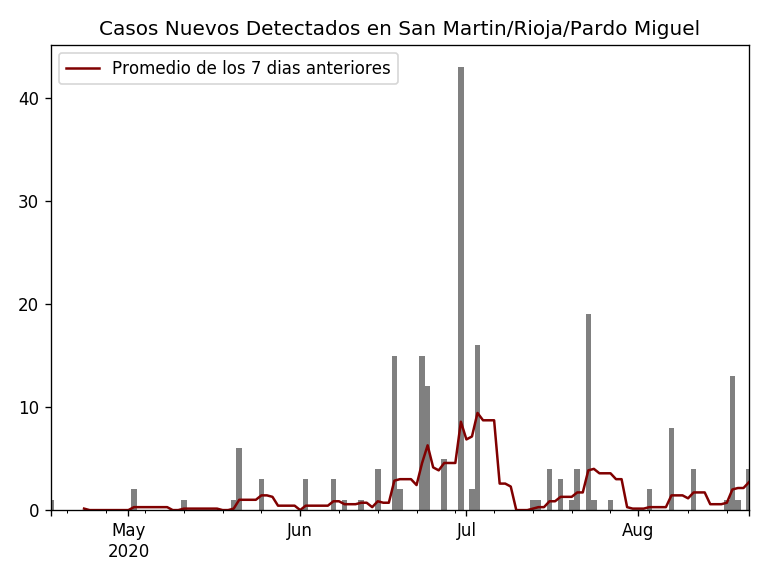 Casos Nuevos Detectados en San Martin/Rioja/Pardo Miguel
Promedio de los 7 dias anteriores
40
30
20
10
0
May Jun Jul Aug
2020